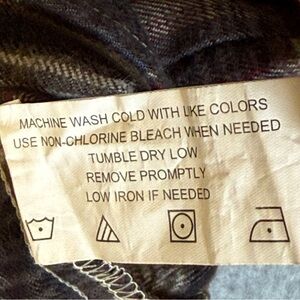 MACHINE WASH COLD WITH LIKE COLORS
USE NON-CHLORINE BLEACH WHEN NEEDED
TUMBLE DRY LOW
REMOVE PROMPTLY
LOW IRON IF NEEDED